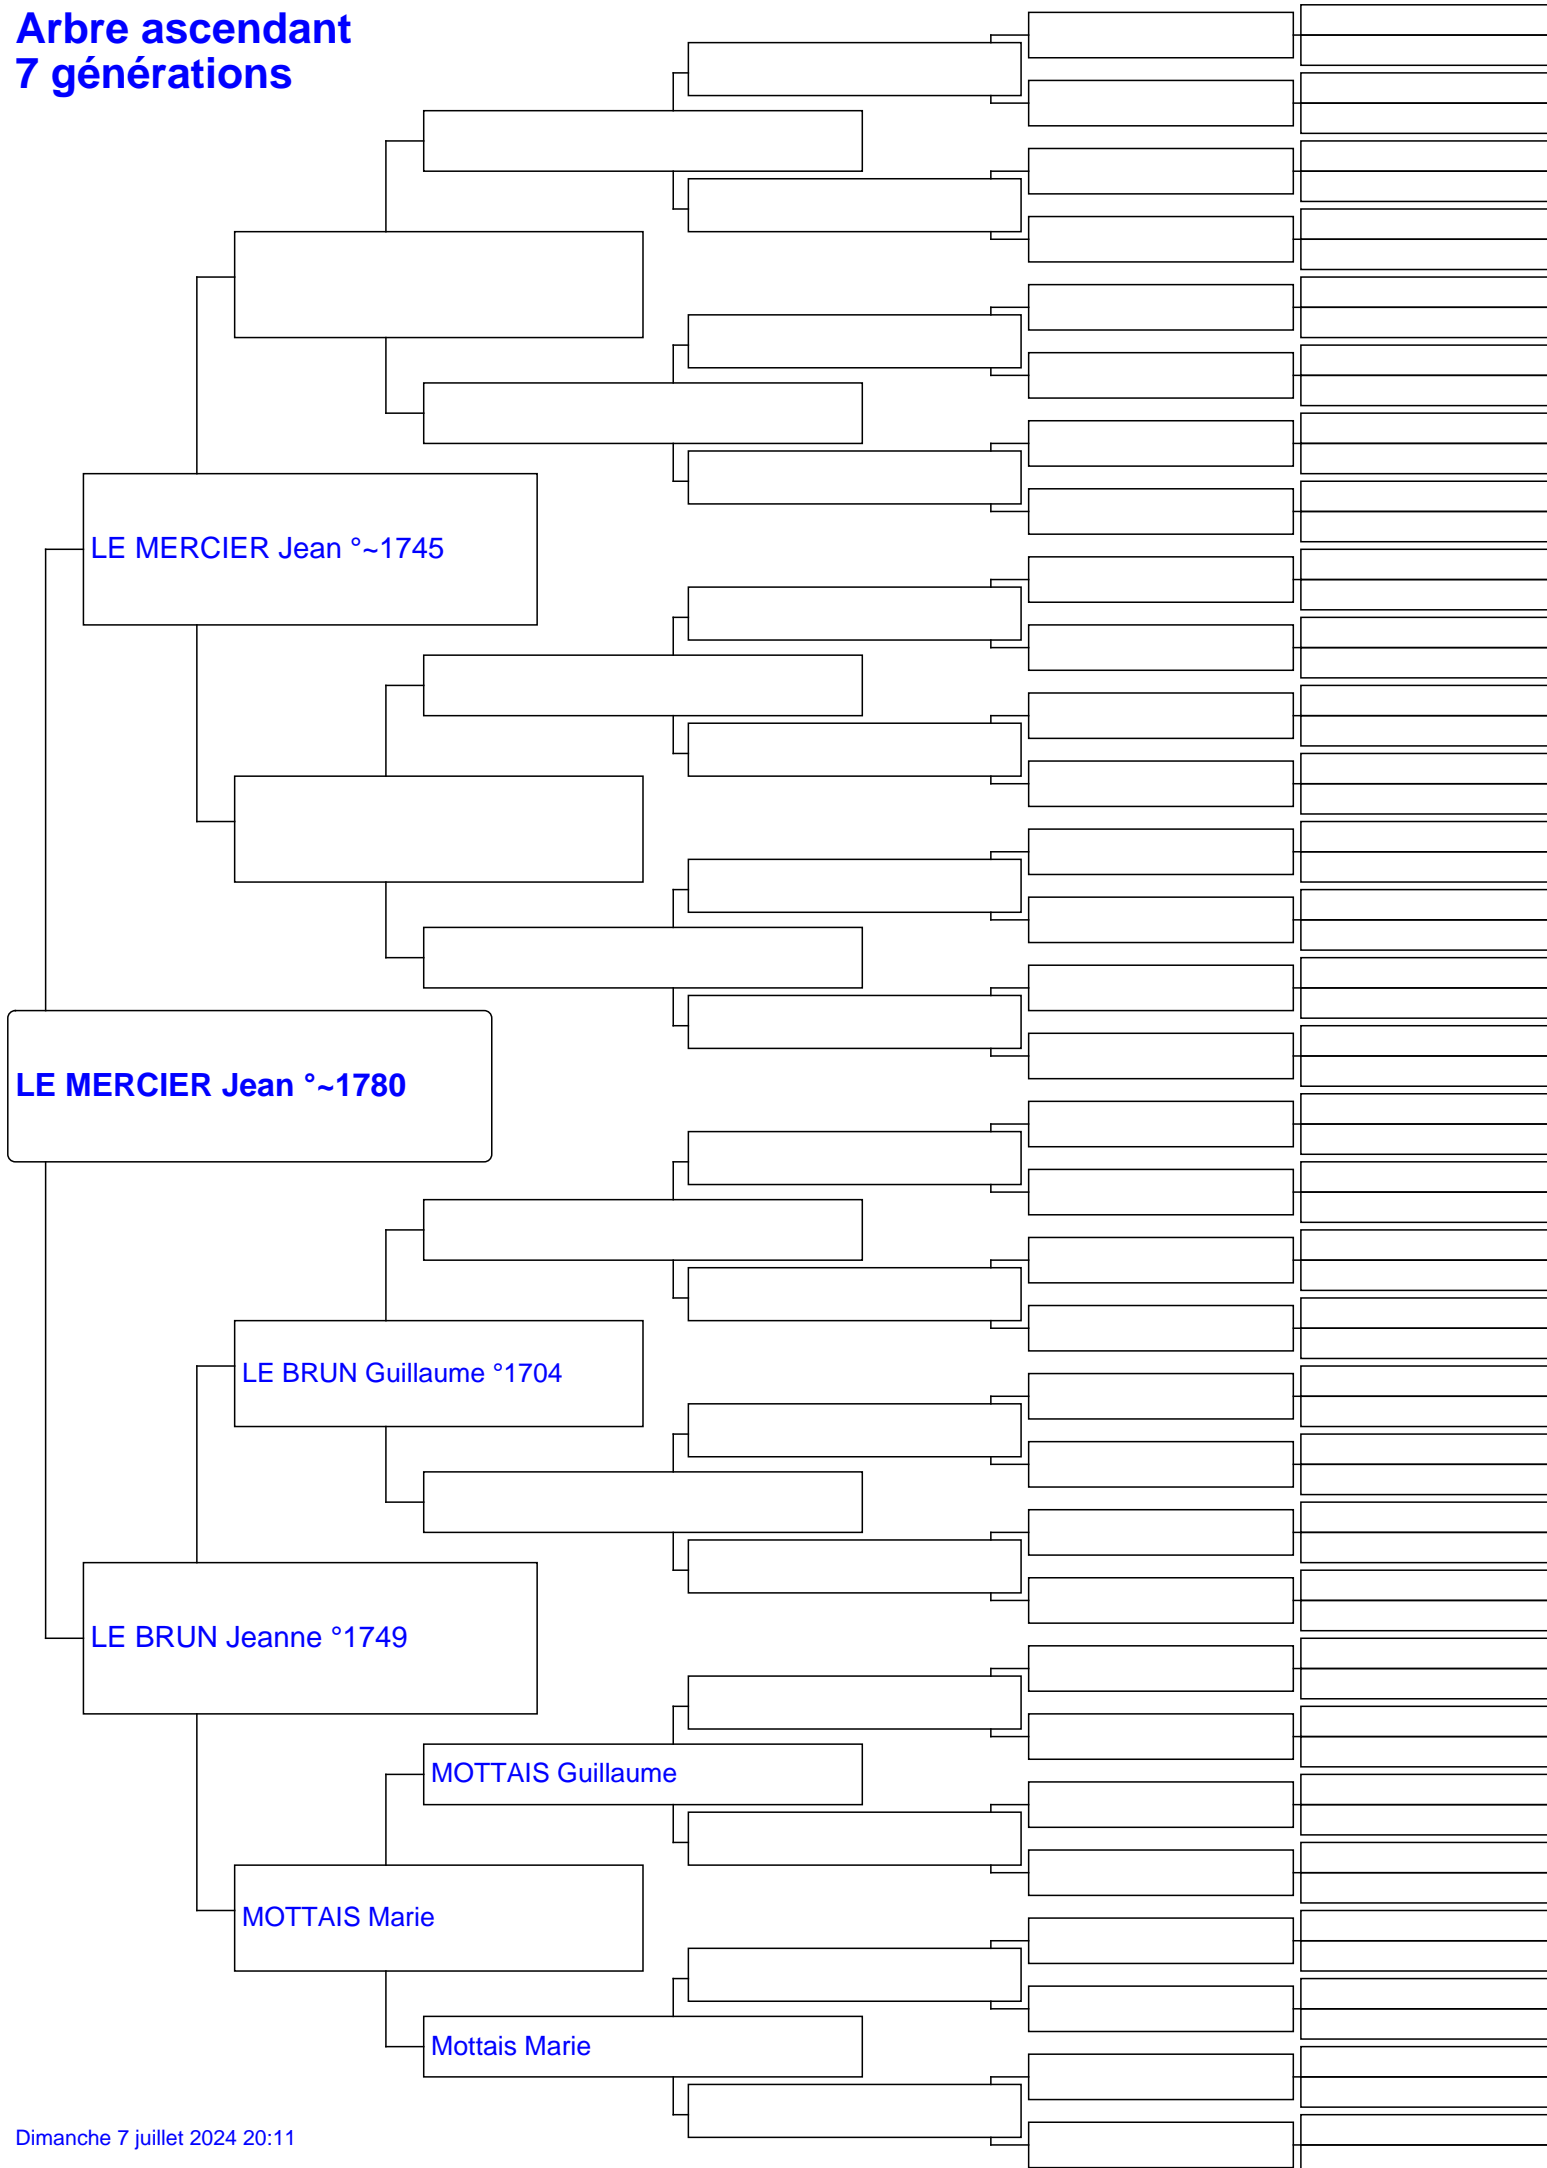 Arbre ascendant
7 générations
LE MERCIER Jean °~1745
LE MERCIER Jean °~1780
LE BRUN Guillaume °1704
LE BRUN Jeanne °1749
MOTTAIS Guillaume
MOTTAIS Marie
Mottais Marie
Dimanche 7 juillet 2024 20:11